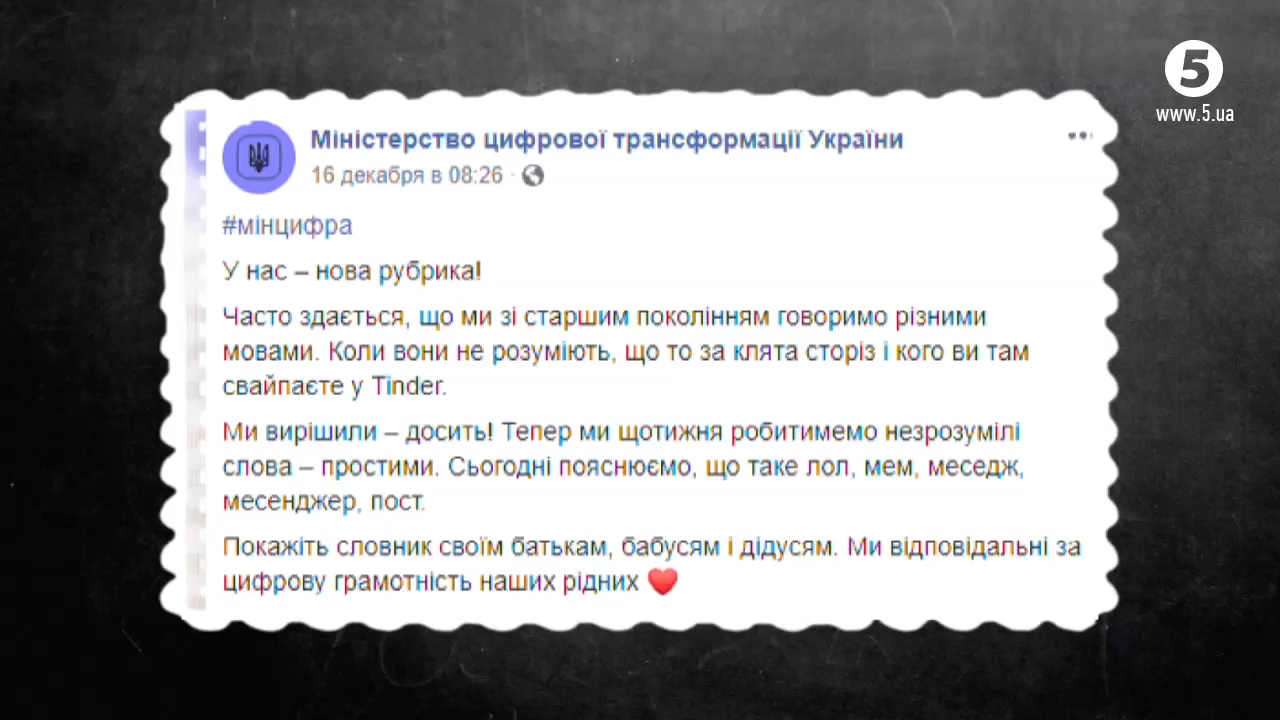 5
www.5.ua
Міністерство цифрової трансформації України
16 декабря в 08:26 ·
#мінцифра
У нас – нова рубрика!
Часто здається, що ми зі старшим поколінням говоримо різними
мовами. Коли вони не розуміють, що то за клята сторіз і кого ви там
свайпаєте у Tinder.
Ми вирішили – досить! Тепер ми щотижня робитимемо незрозумілі
слова – простими. Сьогодні пояснюємо, що таке лол, мем, меседж,
месенджер, пост.
Покажіть словник своїм батькам, бабусям і дідусям. Ми відповідальні за
цифрову грамотність наших рідних ❤️